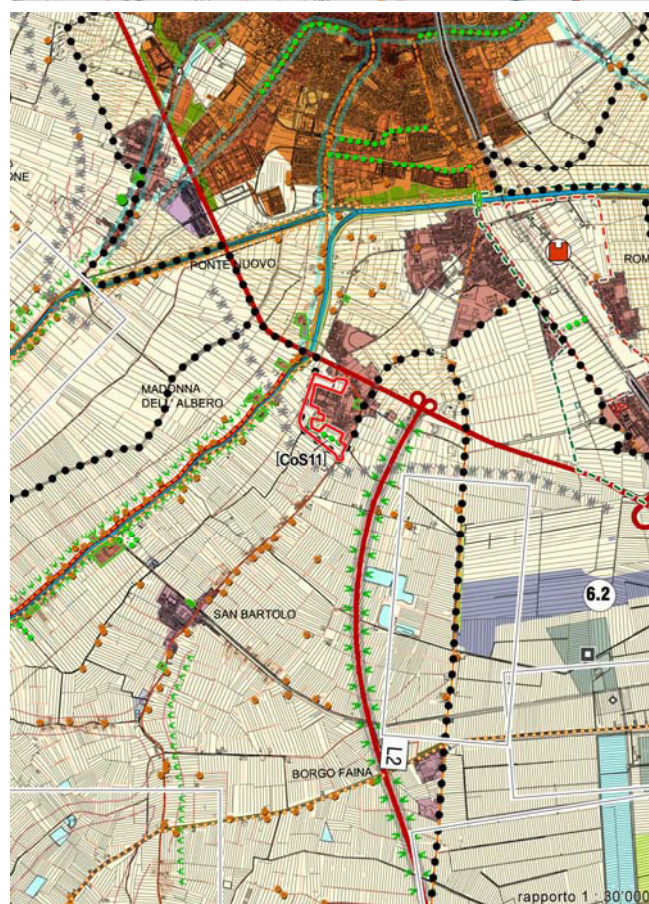 ONE
PONTE NUOVO
ROM
MADONNA
DELL' ALBERO
[CoS11]
6.2
SAN BARTOLO
BORGO FAINA
L2
rapporto 1 : 30'000